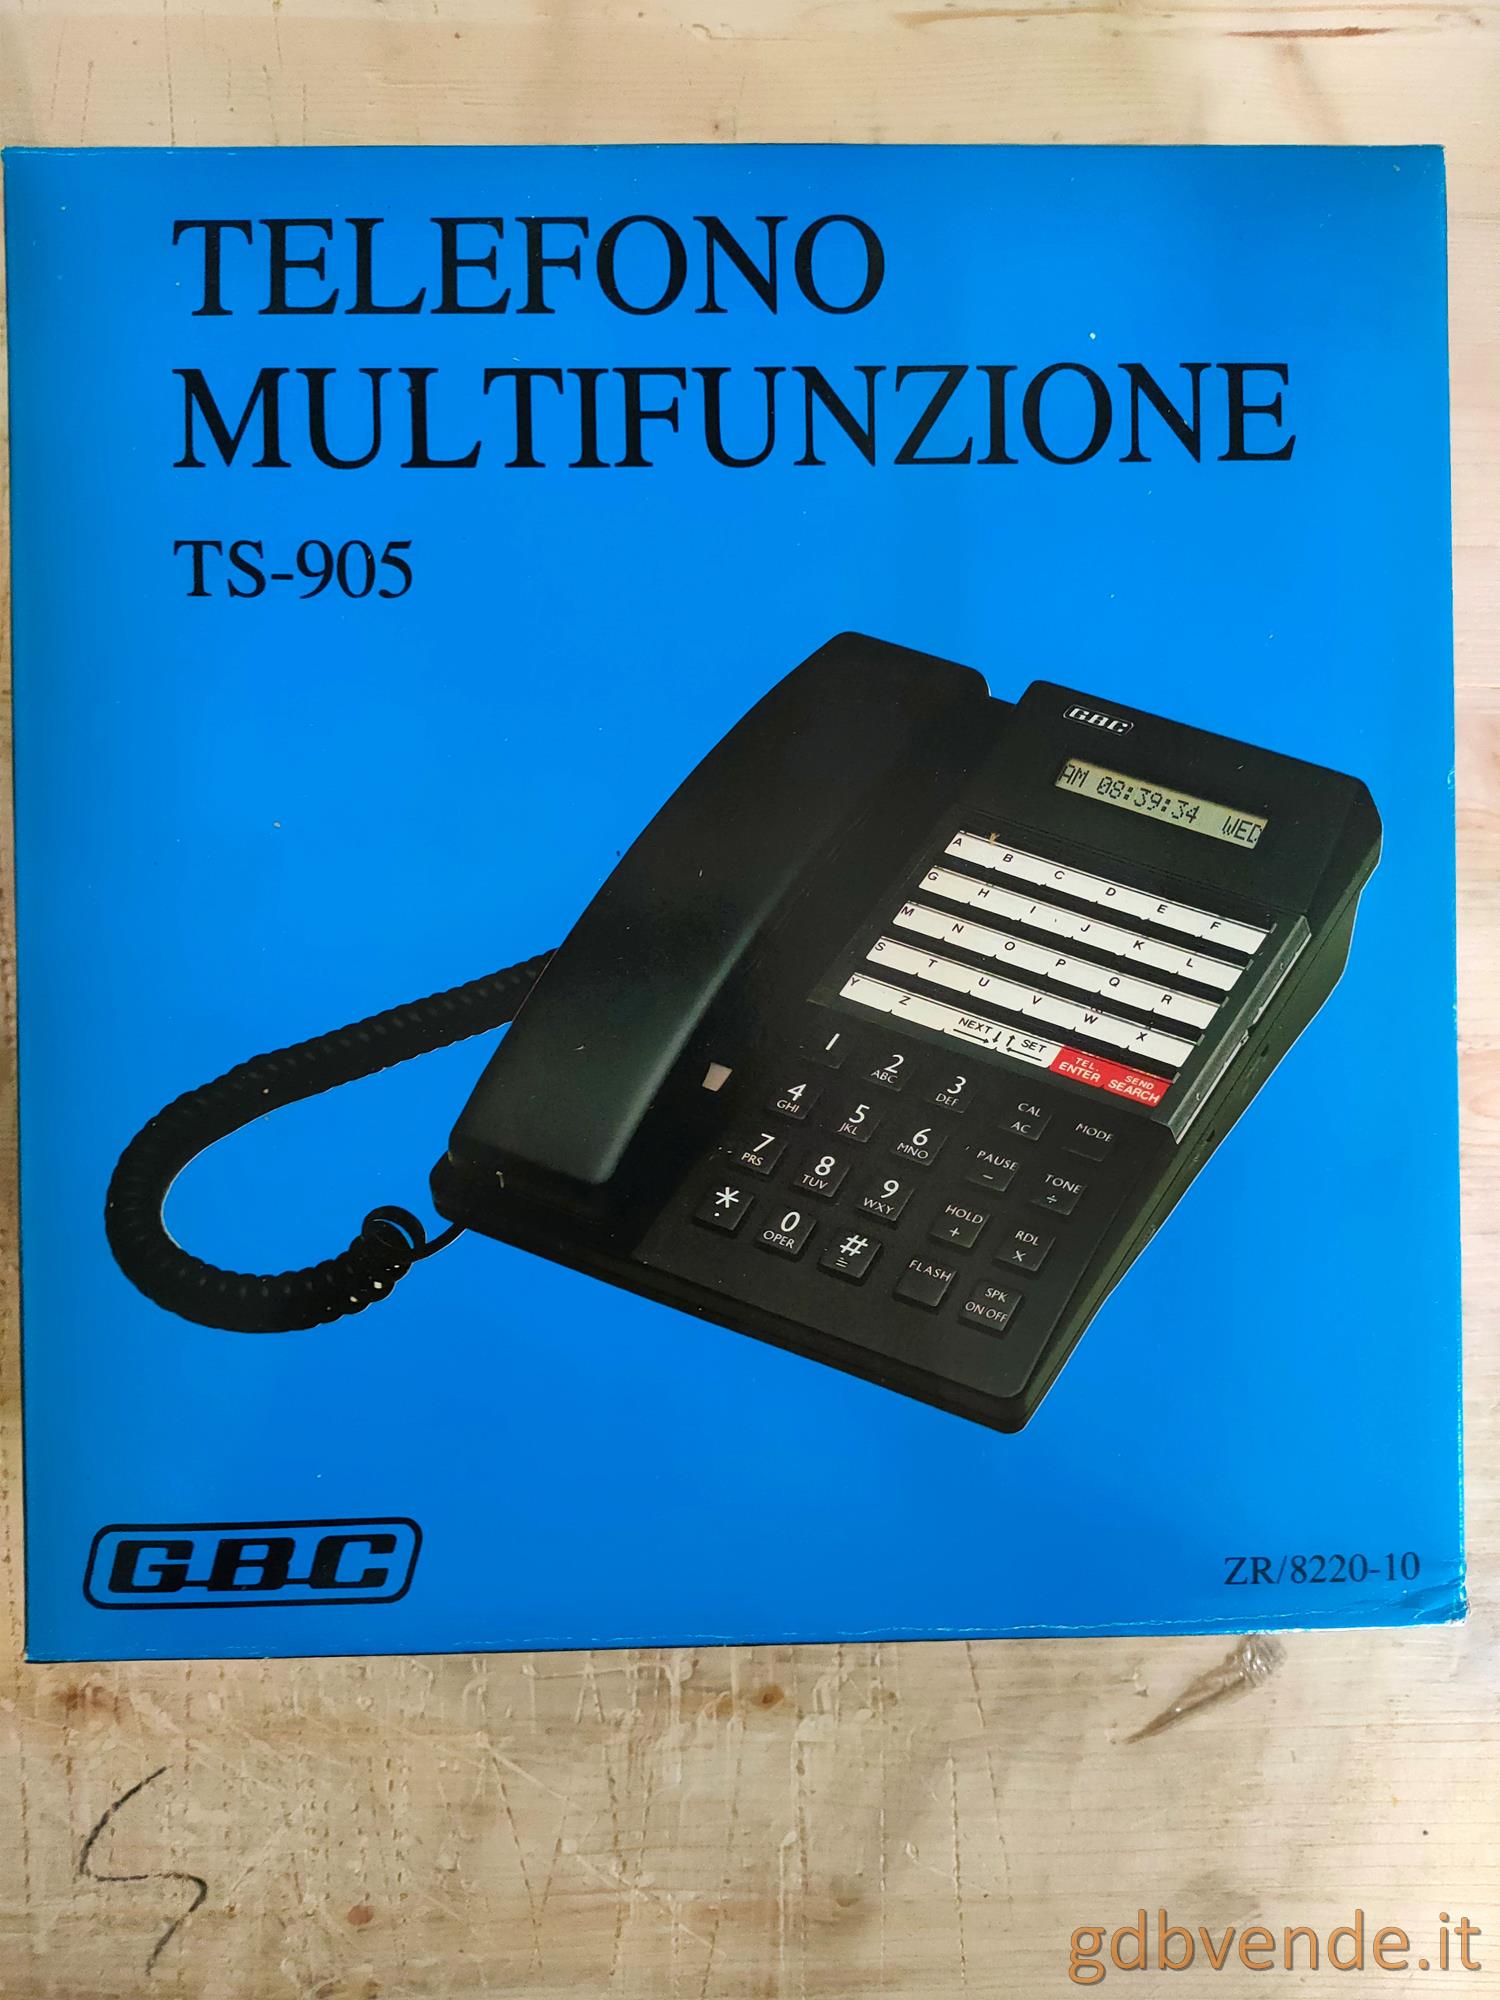 TELEFONO
MULTIFUNZIONE
TS-905
GBC
AM 08:39:34 WED
A B C D E F
G H I J K L
M N O P Q R
S T U V W X
Y Z NEXT SET TEL. ENTER SEND SEARCH
1 2 ABC 3 DEF CAL AC MODE
4 GHI 5 JKL 6 MNO PAUSE − TONE ÷
7 PRS 8 TUV 9 WXY HOLD + RDL ×
* . 0 OPER # = FLASH SPK ON OFF
GBC
ZR/8220-10
gdbvende.it